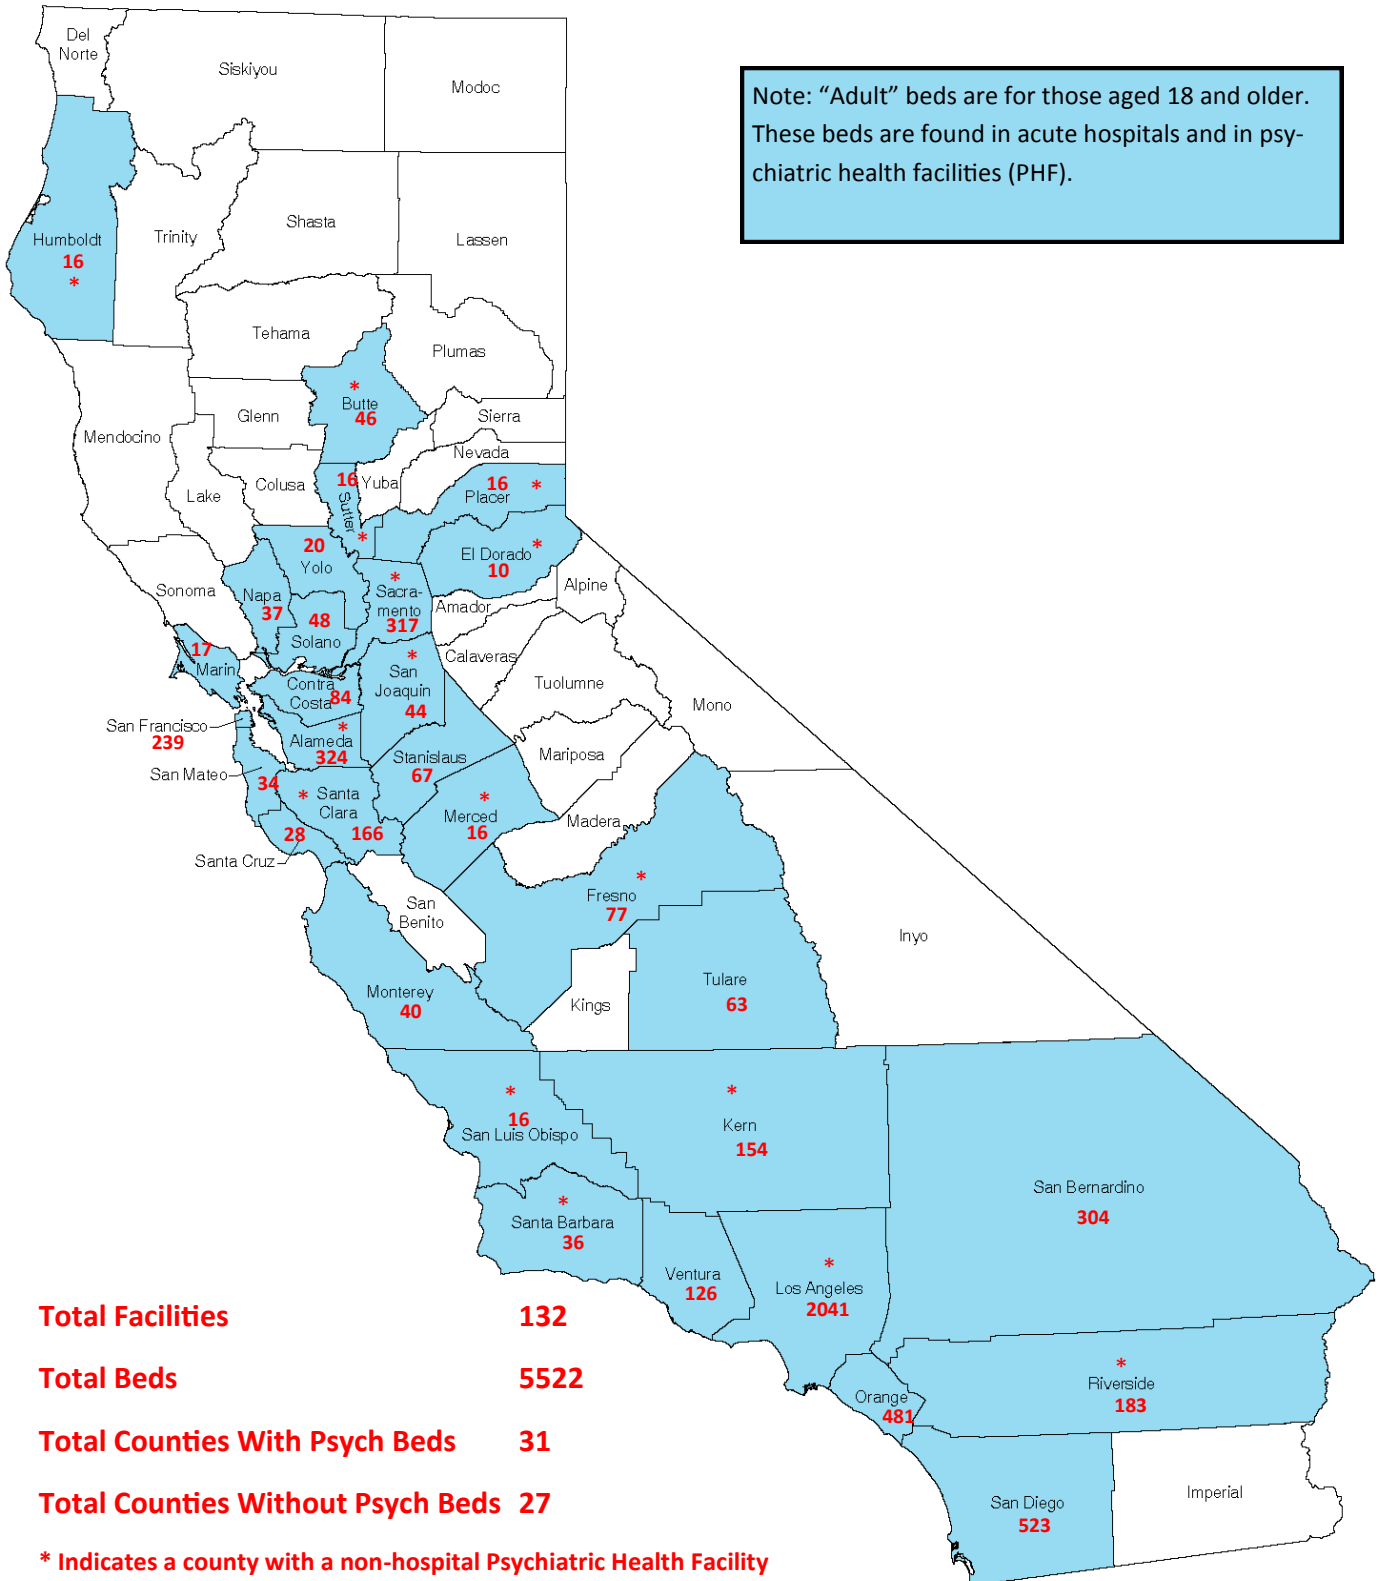 Del
Norte
Siskiyou
Modoc
Note: “Adult” beds are for those aged 18 and older.
These beds are found in acute hospitals and in psy-
chiatric health facilities (PHF).
Humboldt
16
*
Trinity
Shasta
Lassen
Tehama
Plumas
*
Butte
46
Glenn
Sierra
Mendocino
Nevada
Lake
Colusa
16
Sutter
*
Yuba
16 *
Placer
20
Yolo
El Dorado *
10
Sonoma
Napa
37
48
Solano
*
Sacra-
mento
317
Alpine
Amador
17
Marin
Calaveras
Contra
Costa 84
*
San
Joaquin
44
Tuolumne
Mono
San Francisco
239
*
Alameda
324
Stanislaus
67
Mariposa
San Mateo
34
* Santa
Clara
166
*
Merced
16
Madera
28
Santa Cruz
San
Benito
*
Fresno
77
Inyo
Monterey
40
Kings
Tulare
63
*
16
San Luis Obispo
*
Kern
154
San Bernardino
304
*
Santa Barbara
36
Ventura
126
*
Los Angeles
2041
Orange
481
*
Riverside
183
San Diego
523
Imperial
Total Facilities 132
Total Beds 5522
Total Counties With Psych Beds 31
Total Counties Without Psych Beds 27
* Indicates a county with a non-hospital Psychiatric Health Facility